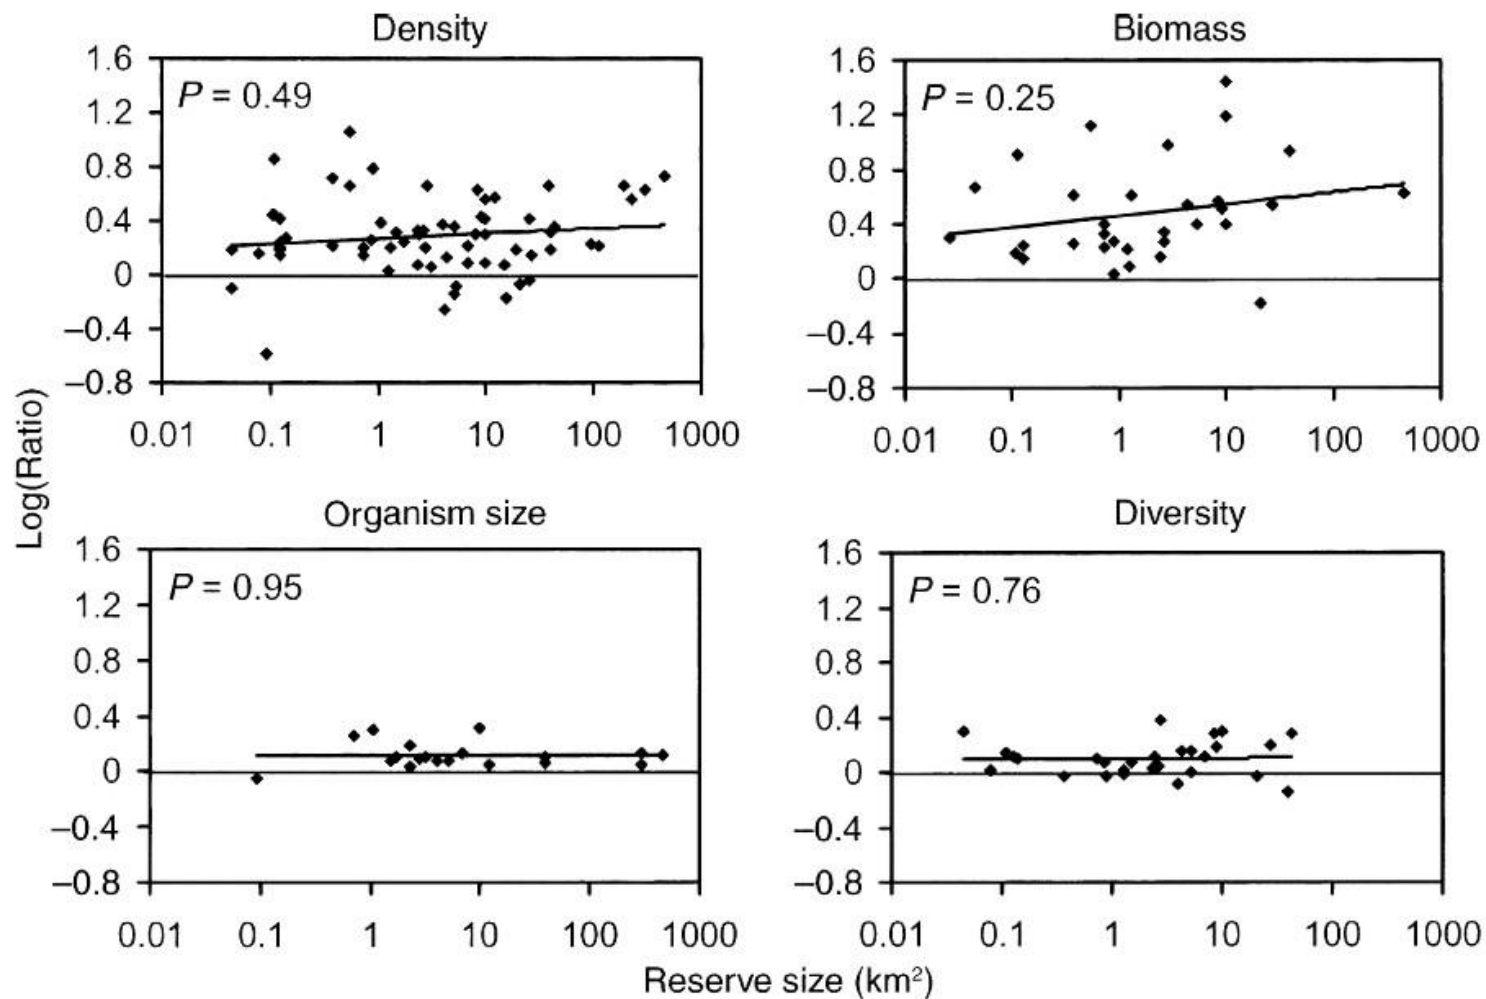 Density
1.6
1.2
0.8
0.4
0
–0.4
–0.8
P = 0.49
0.01 0.1 1 10 100 1000
Biomass
1.6
1.2
0.8
0.4
0
–0.4
–0.8
P = 0.25
0.01 0.1 1 10 100 1000
Log(Ratio)
Organism size
1.6
1.2
0.8
0.4
0
–0.4
–0.8
P = 0.95
0.01 0.1 1 10 100 1000
Diversity
1.6
1.2
0.8
0.4
0
–0.4
–0.8
P = 0.76
0.01 0.1 1 10 100 1000
Reserve size (km²)